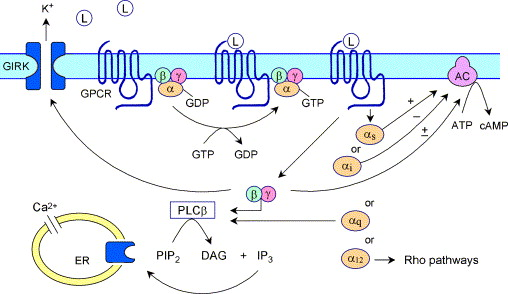 K+
L
L
GIRK
L
L
β γ
α
β γ
α
AC
GPCR
GDP
GTP
αs
+
−
±
ATP
cAMP
GTP
GDP
or
αi
β γ
or
Ca2+
PLCβ
αq
or
ER
PIP2
DAG
+
IP3
α12
Rho pathways